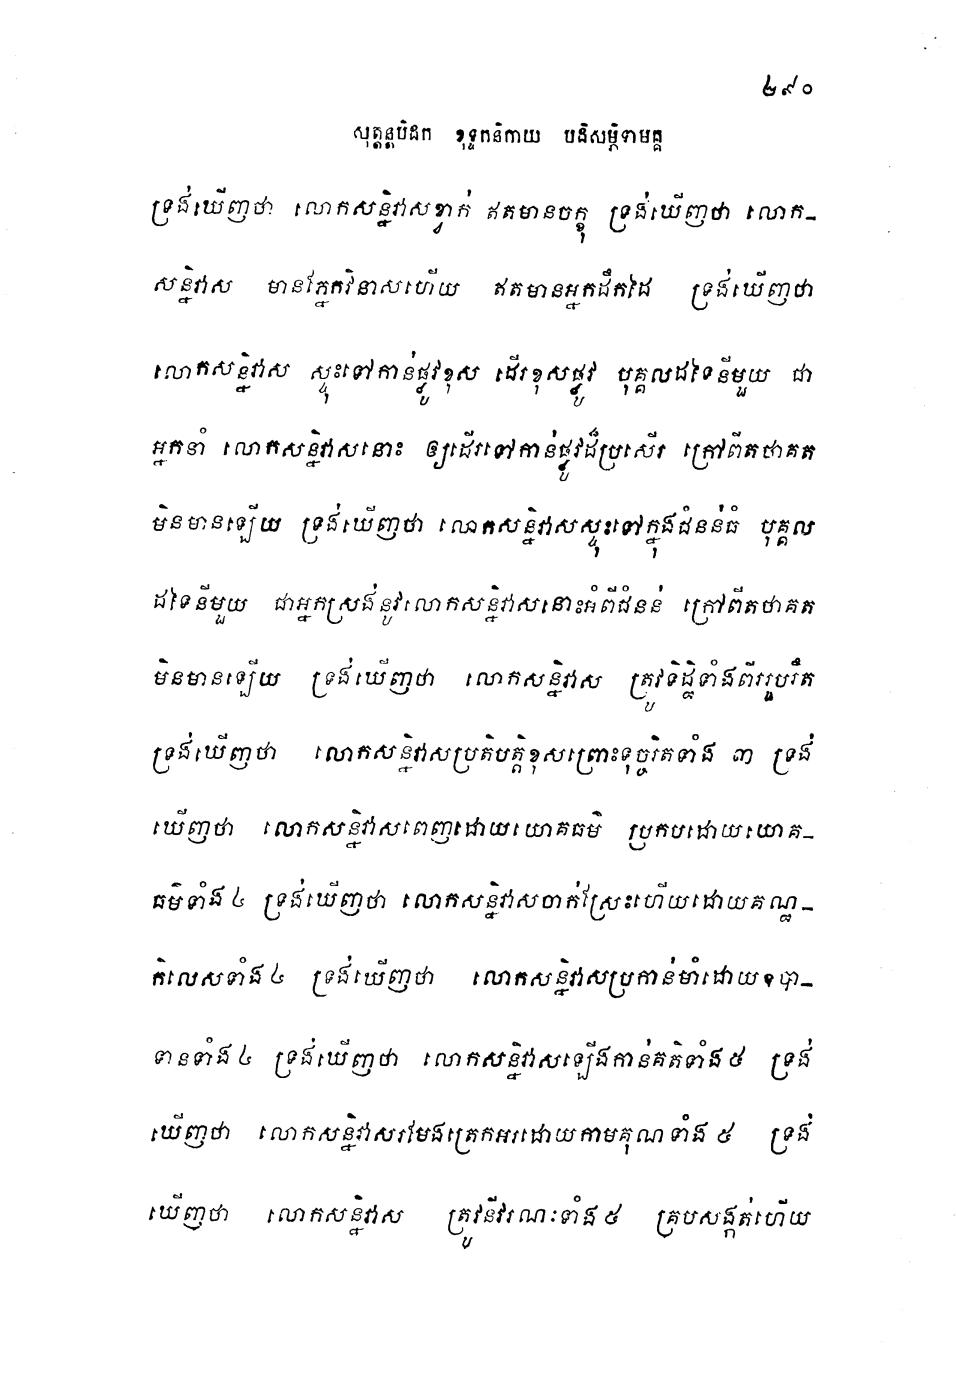 ២៩០
សុត្តន្តបិដក ខុទ្ទកនិកាយ បដិសម្ភិទាមគ្គ
ទ្រង់ឃើញថា លោកសន្និវាសខ្វាក់ ឥតមានចក្ខុ ទ្រង់ឃើញថា លោក-
សន្និវាស មានភ្នែកវិនាសហើយ ឥតមានអ្នកដឹកដៃ ទ្រង់ឃើញថា
លោកសន្និវាស ស្ទុះទៅកាន់ផ្លូវខុស ដើរខុសផ្លូវ បុគ្គលដទៃនីមួយ ជា
អ្នកនាំ លោកសន្និវាសនោះ ឲ្យដើរទៅកាន់ផ្លូវដ៏ប្រសើរ ក្រៅពីតថាគត
មិនមានឡើយ ទ្រង់ឃើញថា លោកសន្និវាសស្ទុះទៅក្នុងជំនន់ធំ បុគ្គល
ដទៃនីមួយ ជាអ្នកស្រង់នូវលោកសន្និវាសនោះអំពីជំនន់ ក្រៅពីតថាគត
មិនមានឡើយ ទ្រង់ឃើញថា លោកសន្និវាស ត្រូវទិដ្ឋិទាំងពីររួបរឹត
ទ្រង់ឃើញថា លោកសន្និវាសប្រតិបត្តិខុសព្រោះទុច្ចរិតទាំង ៣ ទ្រង់
ឃើញថា លោកសន្និវាសពេញដោយយោគធម៌ ប្រកបដោយយោគ-
ធម៌ទាំង ៤ ទ្រង់ឃើញថា លោកសន្និវាសចាក់ស្រែះហើយដោយគណ្ឋ-
កិលេសទាំង ៤ ទ្រង់ឃើញថា លោកសន្និវាសប្រកាន់មាំដោយឧបា-
ទានទាំង ៤ ទ្រង់ឃើញថា លោកសន្និវាសឡើងកាន់គតិទាំង ៥ ទ្រង់
ឃើញថា លោកសន្និវាសរមែងត្រេកអរដោយកាមគុណទាំង ៥ ទ្រង់
ឃើញថា លោកសន្និវាស ត្រូវនីវរណៈទាំង ៥ គ្របសង្កត់ហើយ